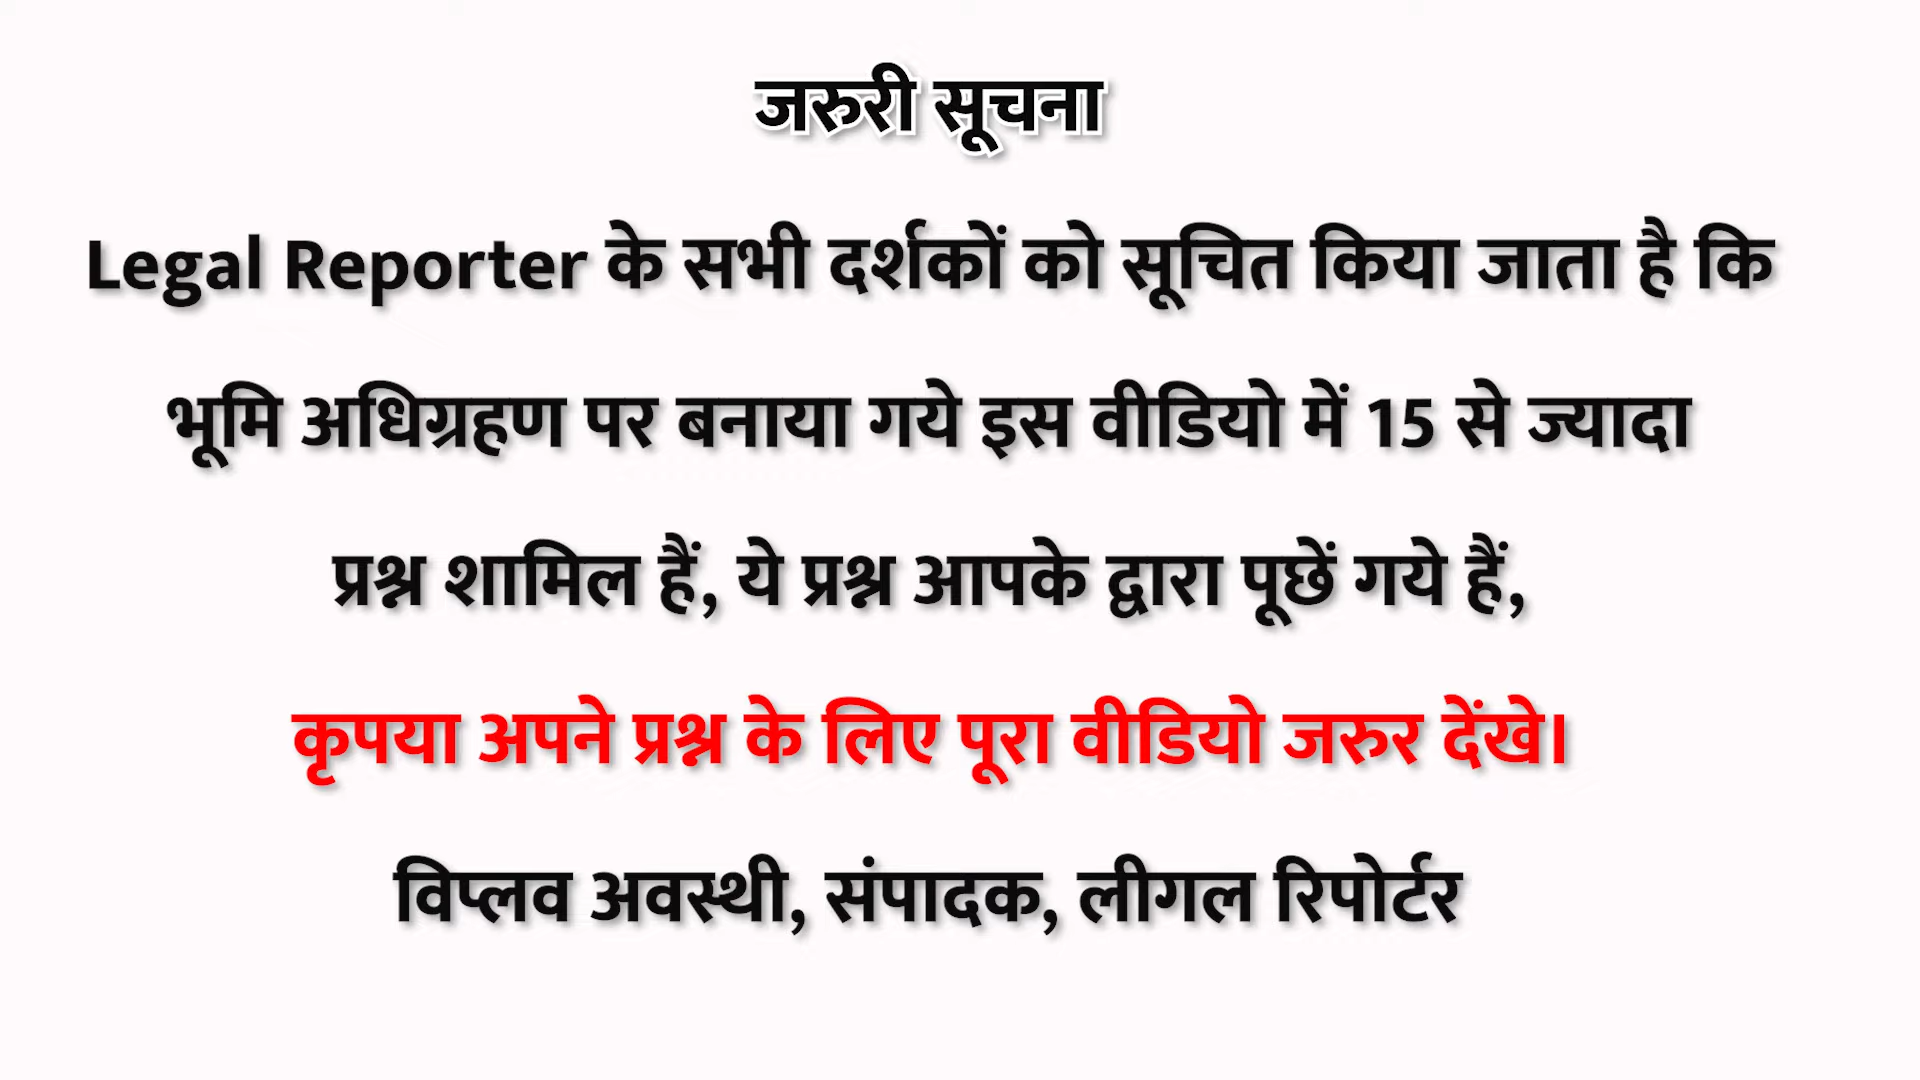 जरुरी सूचना
Legal Reporter के सभी दर्शकों को सूचित किया जाता है कि
भूमि अधिग्रहण पर बनाया गये इस वीडियो में 15 से ज्यादा
प्रश्न शामिल हैं, ये प्रश्न आपके द्वारा पूछें गये हैं,
कृपया अपने प्रश्न के लिए पूरा वीडियो जरुर देंखे।
विप्लव अवस्थी, संपादक, लीगल रिपोर्टर